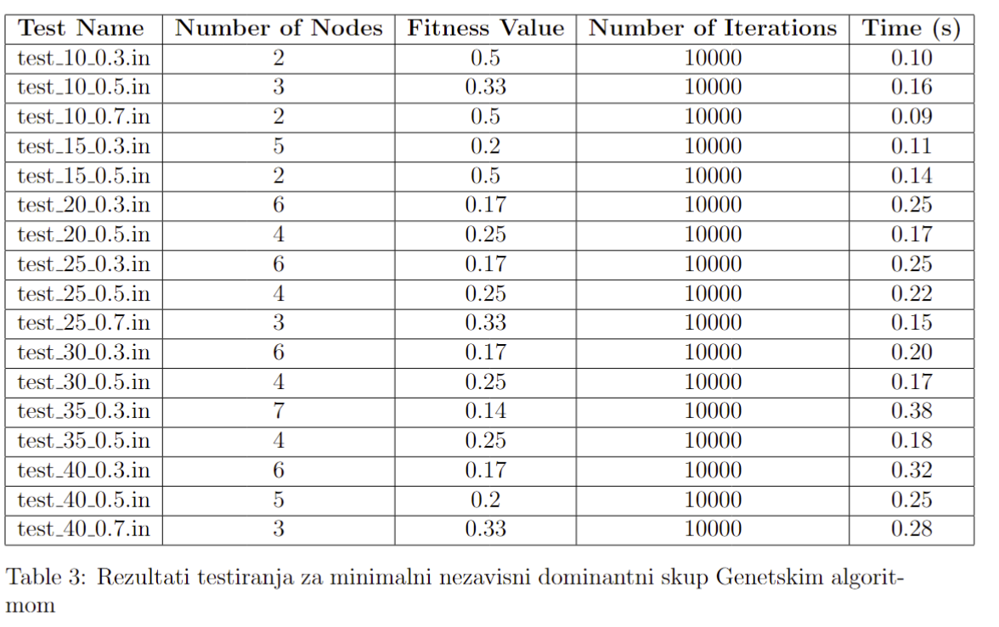 Test Name Number of Nodes Fitness Value Number of Iterations Time (s)
test_10_0.3.in 2 0.5 10000 0.10
test_10_0.5.in 3 0.33 10000 0.16
test_10_0.7.in 2 0.5 10000 0.09
test_15_0.3.in 5 0.2 10000 0.11
test_15_0.5.in 2 0.5 10000 0.14
test_20_0.3.in 6 0.17 10000 0.25
test_20_0.5.in 4 0.25 10000 0.17
test_25_0.3.in 6 0.17 10000 0.25
test_25_0.5.in 4 0.25 10000 0.22
test_25_0.7.in 3 0.33 10000 0.15
test_30_0.3.in 6 0.17 10000 0.20
test_30_0.5.in 4 0.25 10000 0.17
test_35_0.3.in 7 0.14 10000 0.38
test_35_0.5.in 4 0.25 10000 0.18
test_40_0.3.in 6 0.17 10000 0.32
test_40_0.5.in 5 0.2 10000 0.25
test_40_0.7.in 3 0.33 10000 0.28
Table 3: Rezultati testiranja za minimalni nezavisni dominantni skup Genetskim algorit-
mom